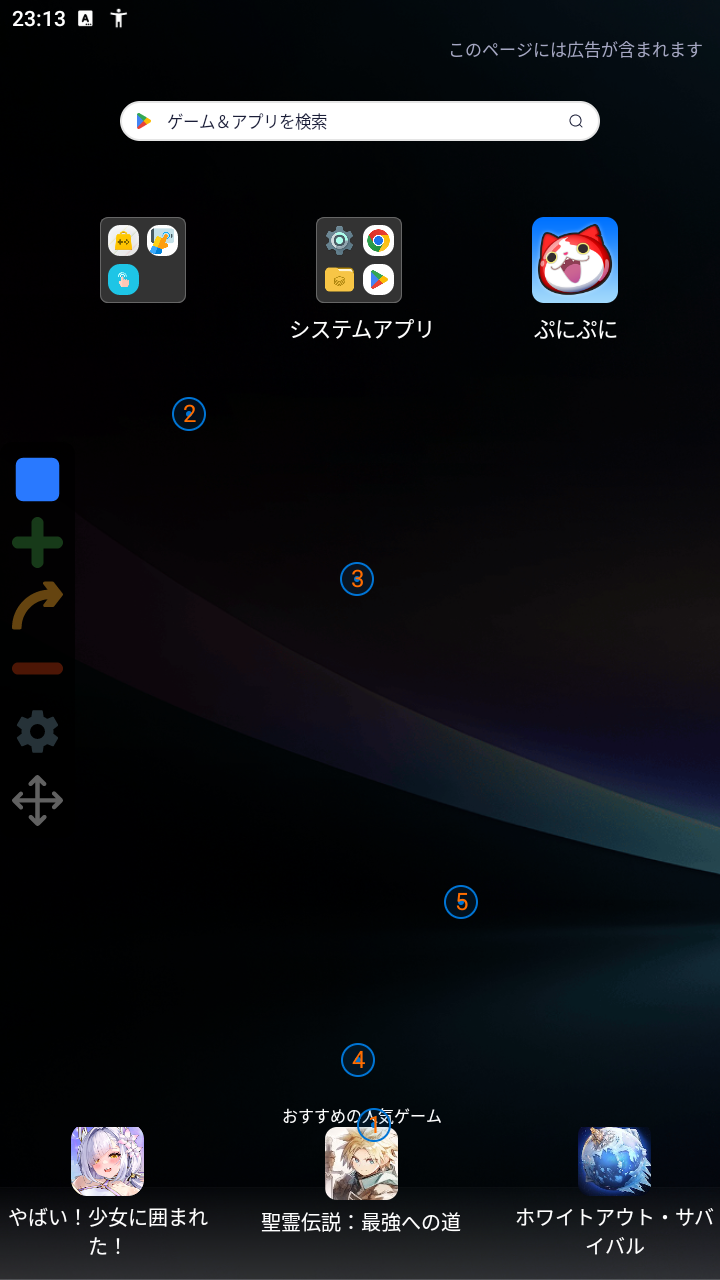 23:13
このページには広告が含まれます
ゲーム＆アプリを検索
システムアプリ
ぷにぷに
2
3
5
4
おすすめの人気ゲーム
1
やばい！少女に囲まれ
た！
聖霊伝説：最強への道
ホワイトアウト・サバ
イバル